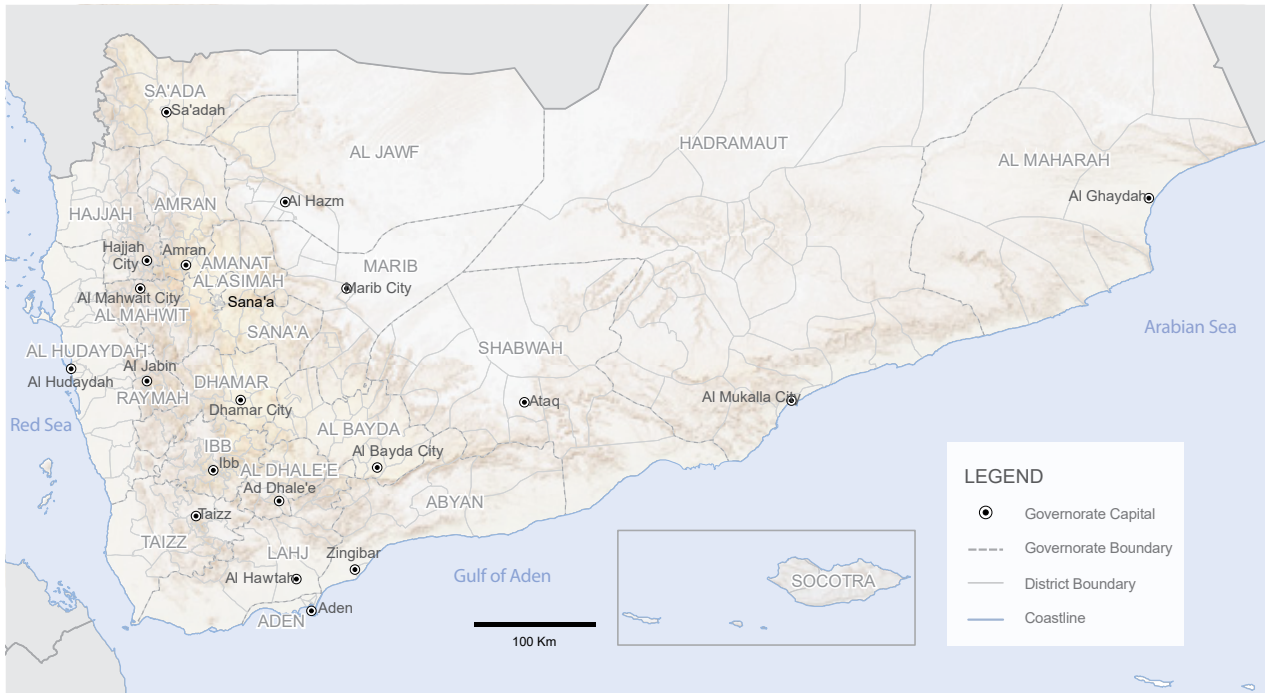 SA'ADA
Sa'adah
AL JAWF
HADRAMAUT
AL MAHARAH
Al Ghaydah
Al Hazm
HAJJAH
AMRAN
Hajjah
City
Amran
AMANAT
AL ASIMAH
Sana'a
MARIB
Marib City
Al Mahwait City
AL MAHWIT
SANA'A
Arabian Sea
AL HUDAYDAH
Al Hudaydah
Al Jabin
RAYMAH
SHABWAH
DHAMAR
Dhamar City
Ataq
Al Mukalla City
Red Sea
AL BAYDA
Al Bayda City
IBB
Ibb
AL DHALE'E
Ad Dhale'e
ABYAN
Taizz
TAIZZ
LAHJ
Zingibar
Al Hawtah
Aden
ADEN
Gulf of Aden
100 Km
SOCOTRA
LEGEND
Governorate Capital
Governorate Boundary
District Boundary
Coastline